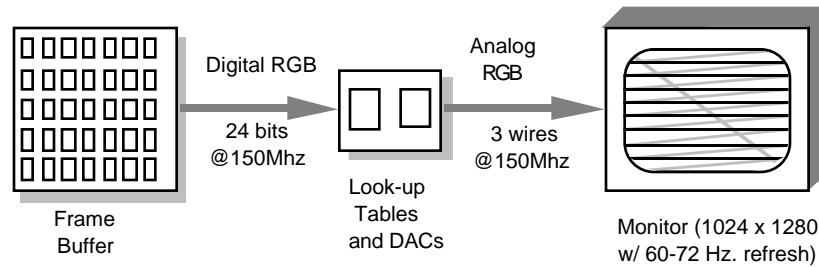 Digital RGB
24 bits
@150Mhz
Analog
RGB
3 wires
@150Mhz
Frame
Buffer
Look-up
Tables
and DACs
Monitor (1024 x 1280
w/ 60-72 Hz. refresh)